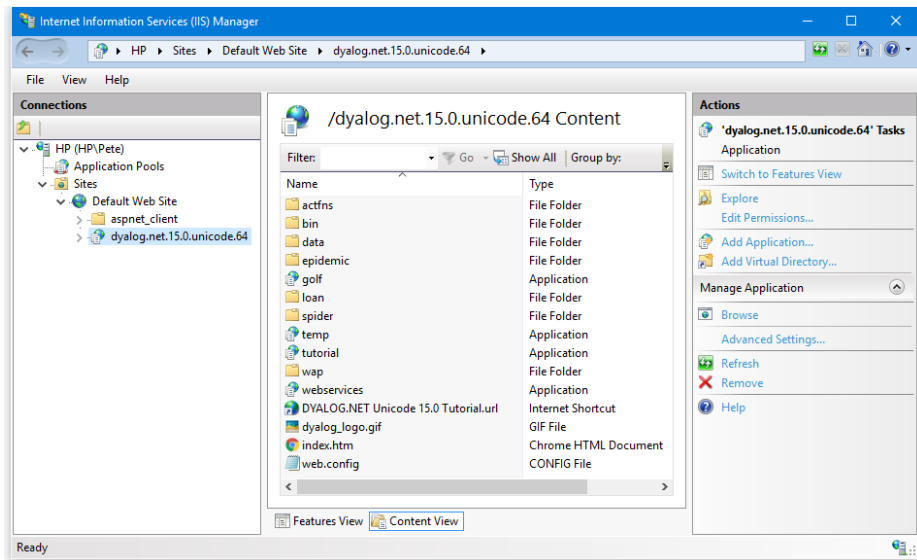 Internet Information Services (IIS) Manager
HP Sites Default Web Site dyalog.net.15.0.unicode.64
File View Help
Connections
HP (HP\Pete)
Application Pools
Sites
Default Web Site
aspnet_client
dyalog.net.15.0.unicode.64
/dyalog.net.15.0.unicode.64 Content
Filter: Go Show All Group by:
Name Type
actfns File Folder
bin File Folder
data File Folder
epidemic File Folder
golf Application
loan File Folder
spider File Folder
temp Application
tutorial Application
wap File Folder
webservices Application
DYALOG.NET Unicode 15.0 Tutorial.url Internet Shortcut
dyalog_logo.gif GIF File
index.htm Chrome HTML Document
web.config CONFIG File
Features View Content View
Actions
'dyalog.net.15.0.unicode.64' Tasks
Application
Switch to Features View
Explore
Edit Permissions...
Add Application...
Add Virtual Directory...
Manage Application
Browse
Advanced Settings...
Refresh
Remove
Help
Ready